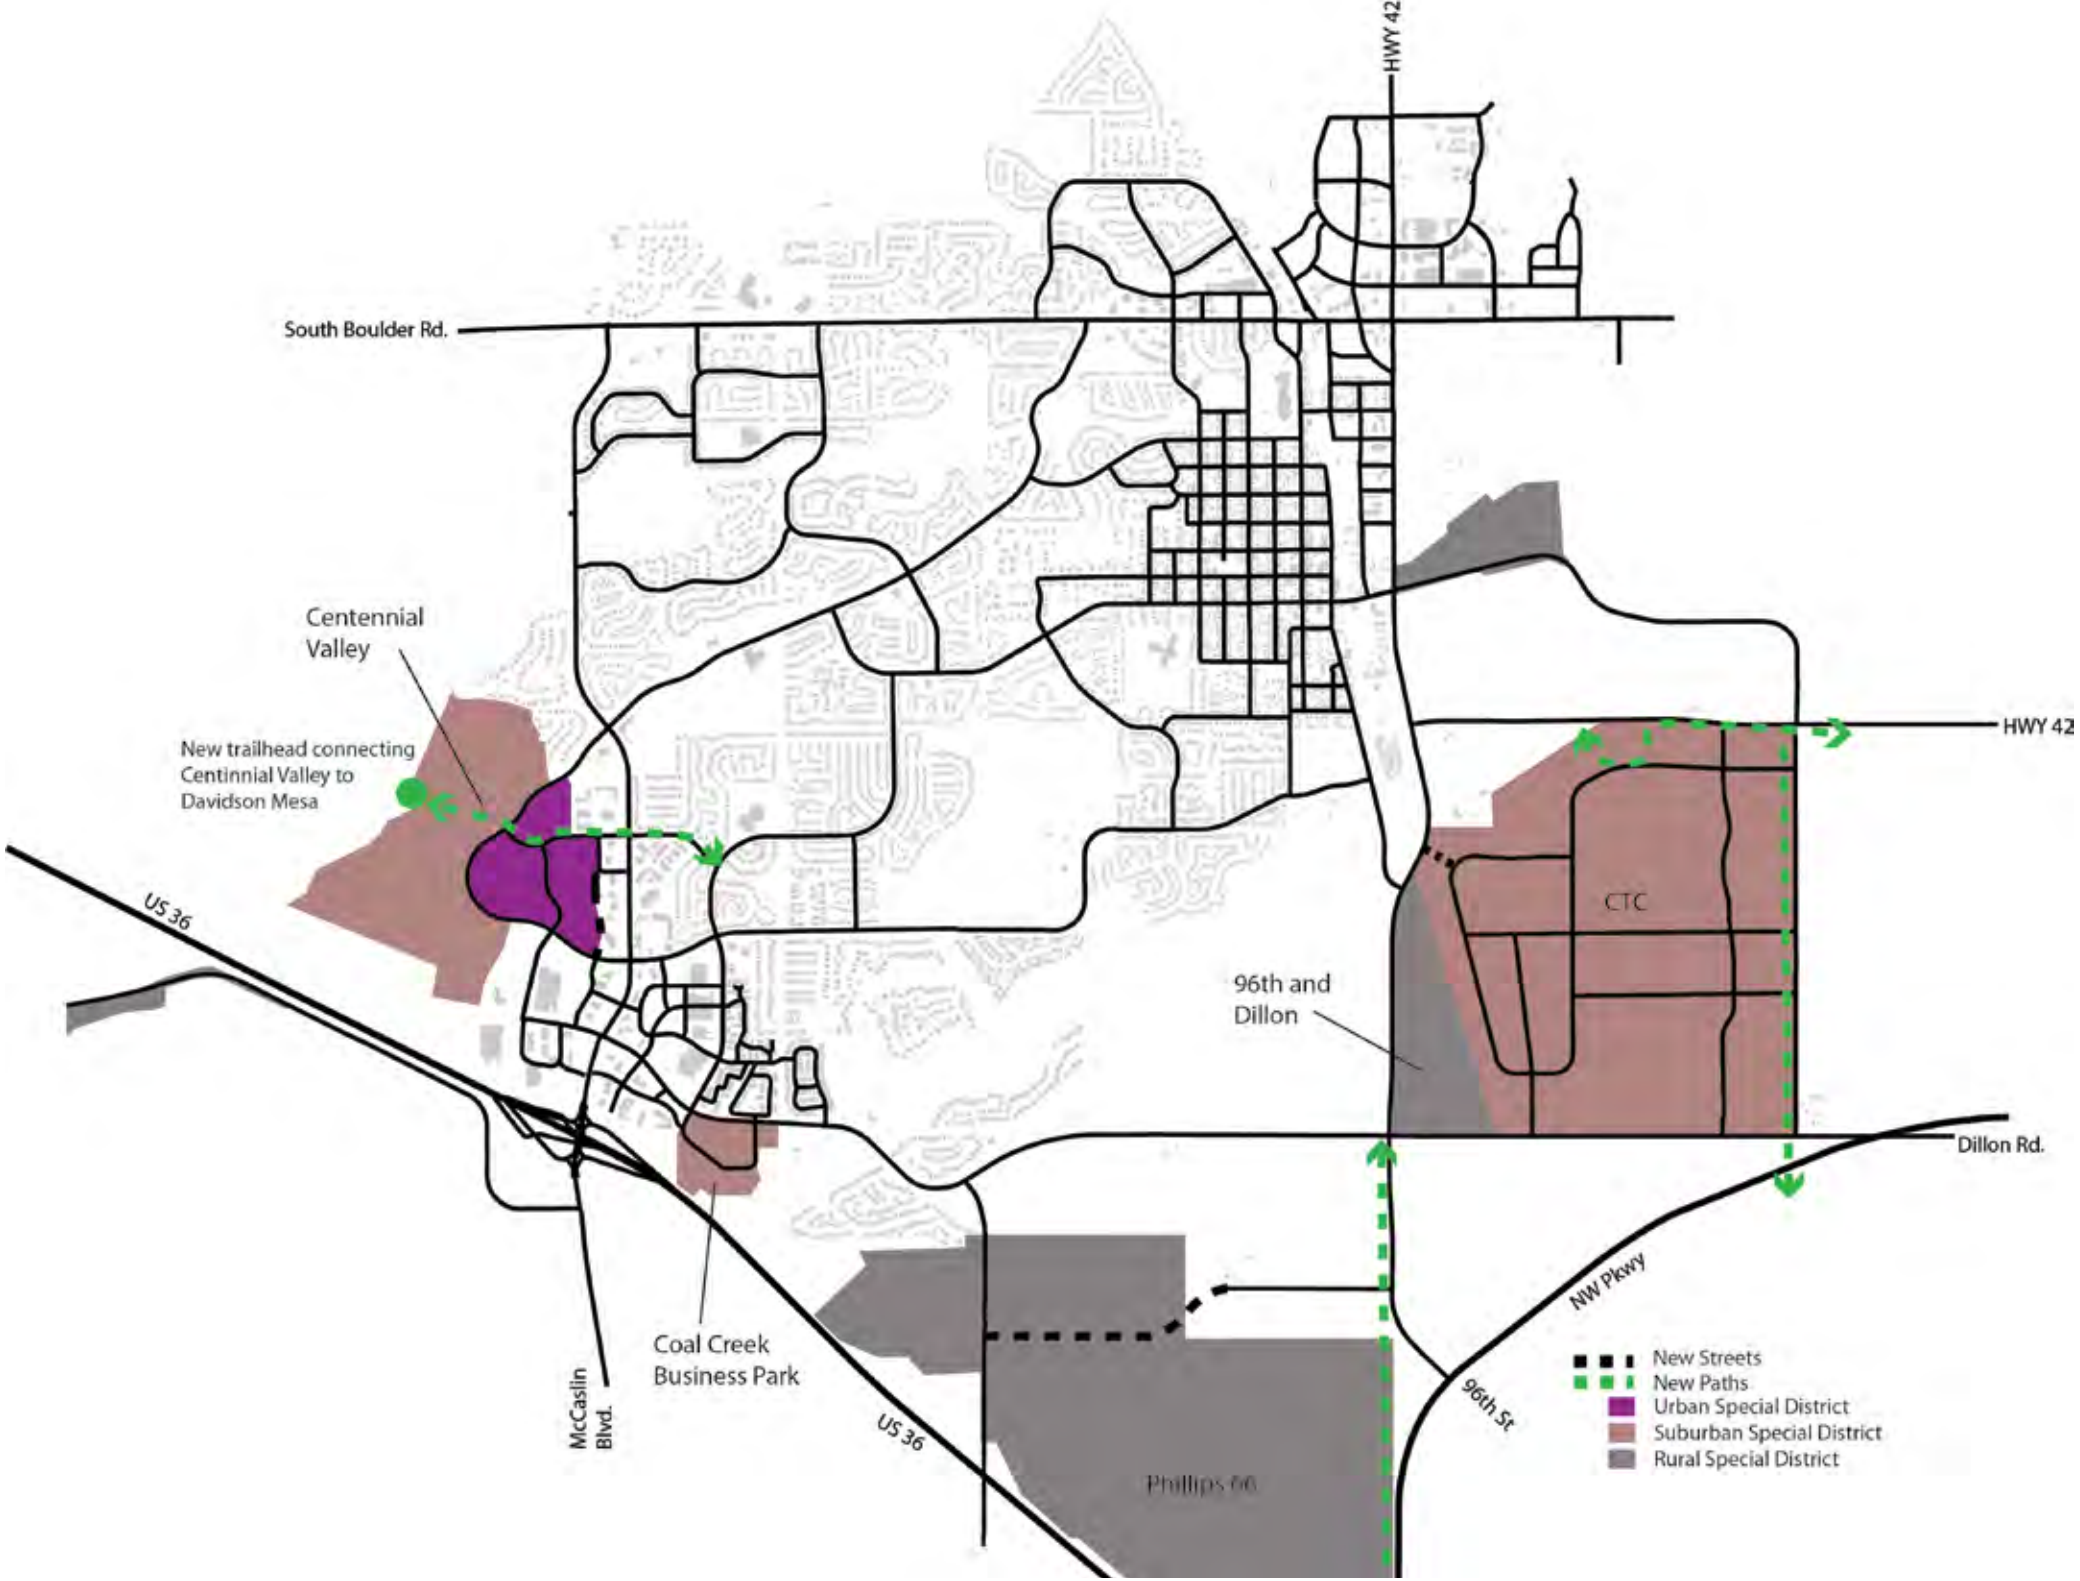 HWY 42
South Boulder Rd.
Centennial
Valley
New trailhead connecting
Centinnial Valley to
Davidson Mesa
HWY 42
US 36
CTC
96th and
Dillon
Dillon Rd.
NW Pkwy
Coal Creek
Business Park
McCaslin
Blvd.
US 36
96th St
Phillips 66
New Streets
New Paths
Urban Special District
Suburban Special District
Rural Special District